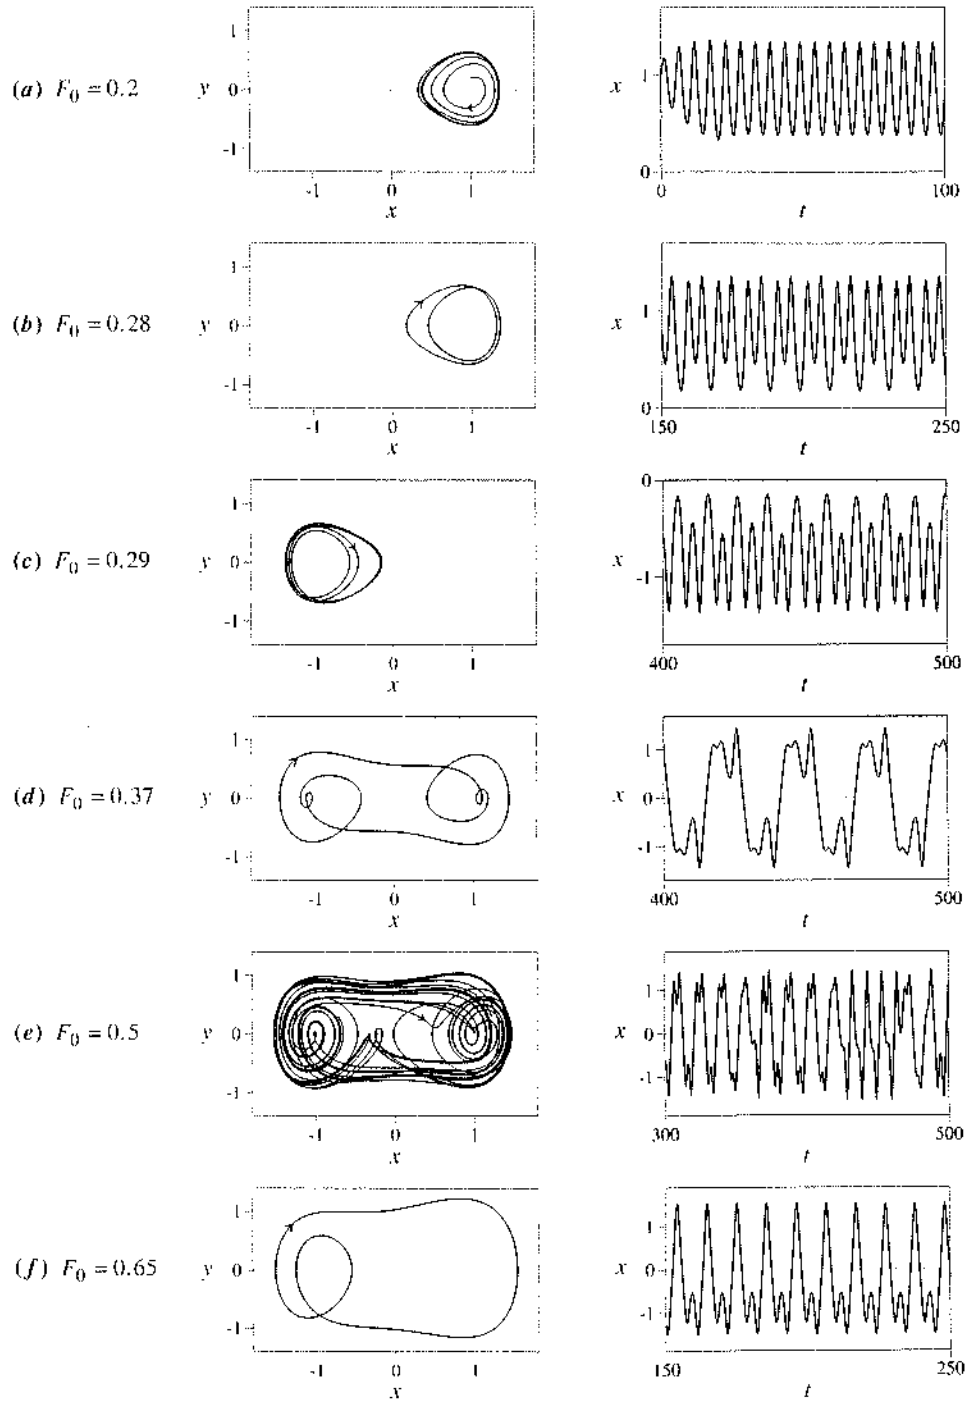 (a) F₀ = 0.2
y
1
0
-1
-1 0 1
x
x
1
0
0 100
t
(b) F₀ = 0.28
y
1
0
-1
-1 0 1
x
x
1
0
150 250
t
(c) F₀ = 0.29
y
1
0
-1
-1 0 1
x
x
0
-1
400 500
t
(d) F₀ = 0.37
y
1
0
-1
-1 0 1
x
x
1
0
-1
400 500
t
(e) F₀ = 0.5
y
1
0
-1
-1 0 1
x
x
1
0
-1
300 500
t
(f) F₀ = 0.65
y
1
0
-1
-1 0 1
x
x
1
0
-1
150 250
t